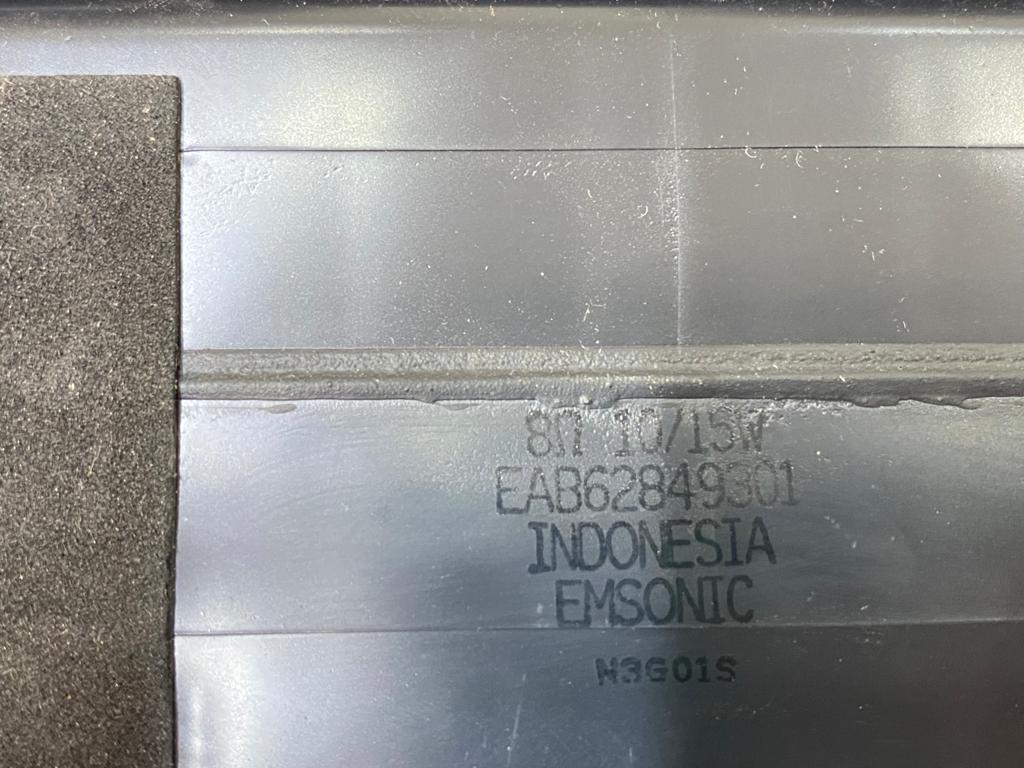 8Ω 10/15W
EAB62849301
INDONESIA
EMSONIC
N3G01S